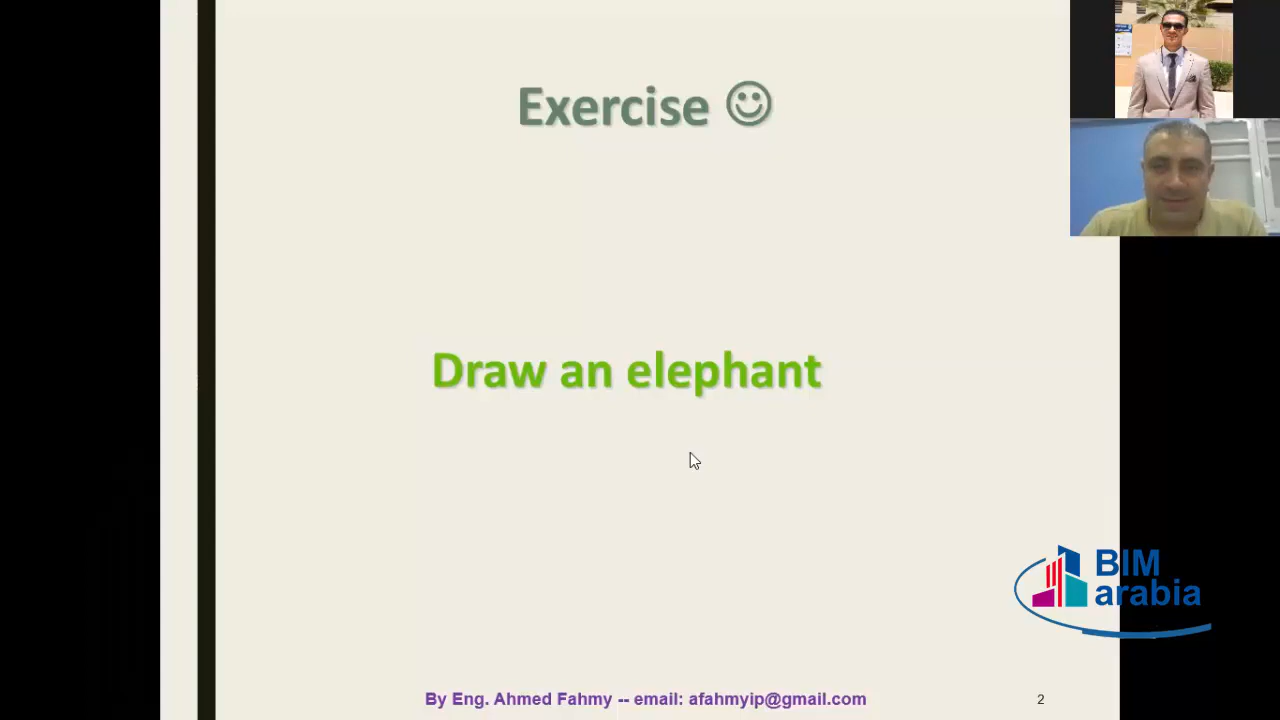 Exercise ☺
Draw an elephant
BIM
arabia
By Eng. Ahmed Fahmy -- email: afahmyip@gmail.com
2